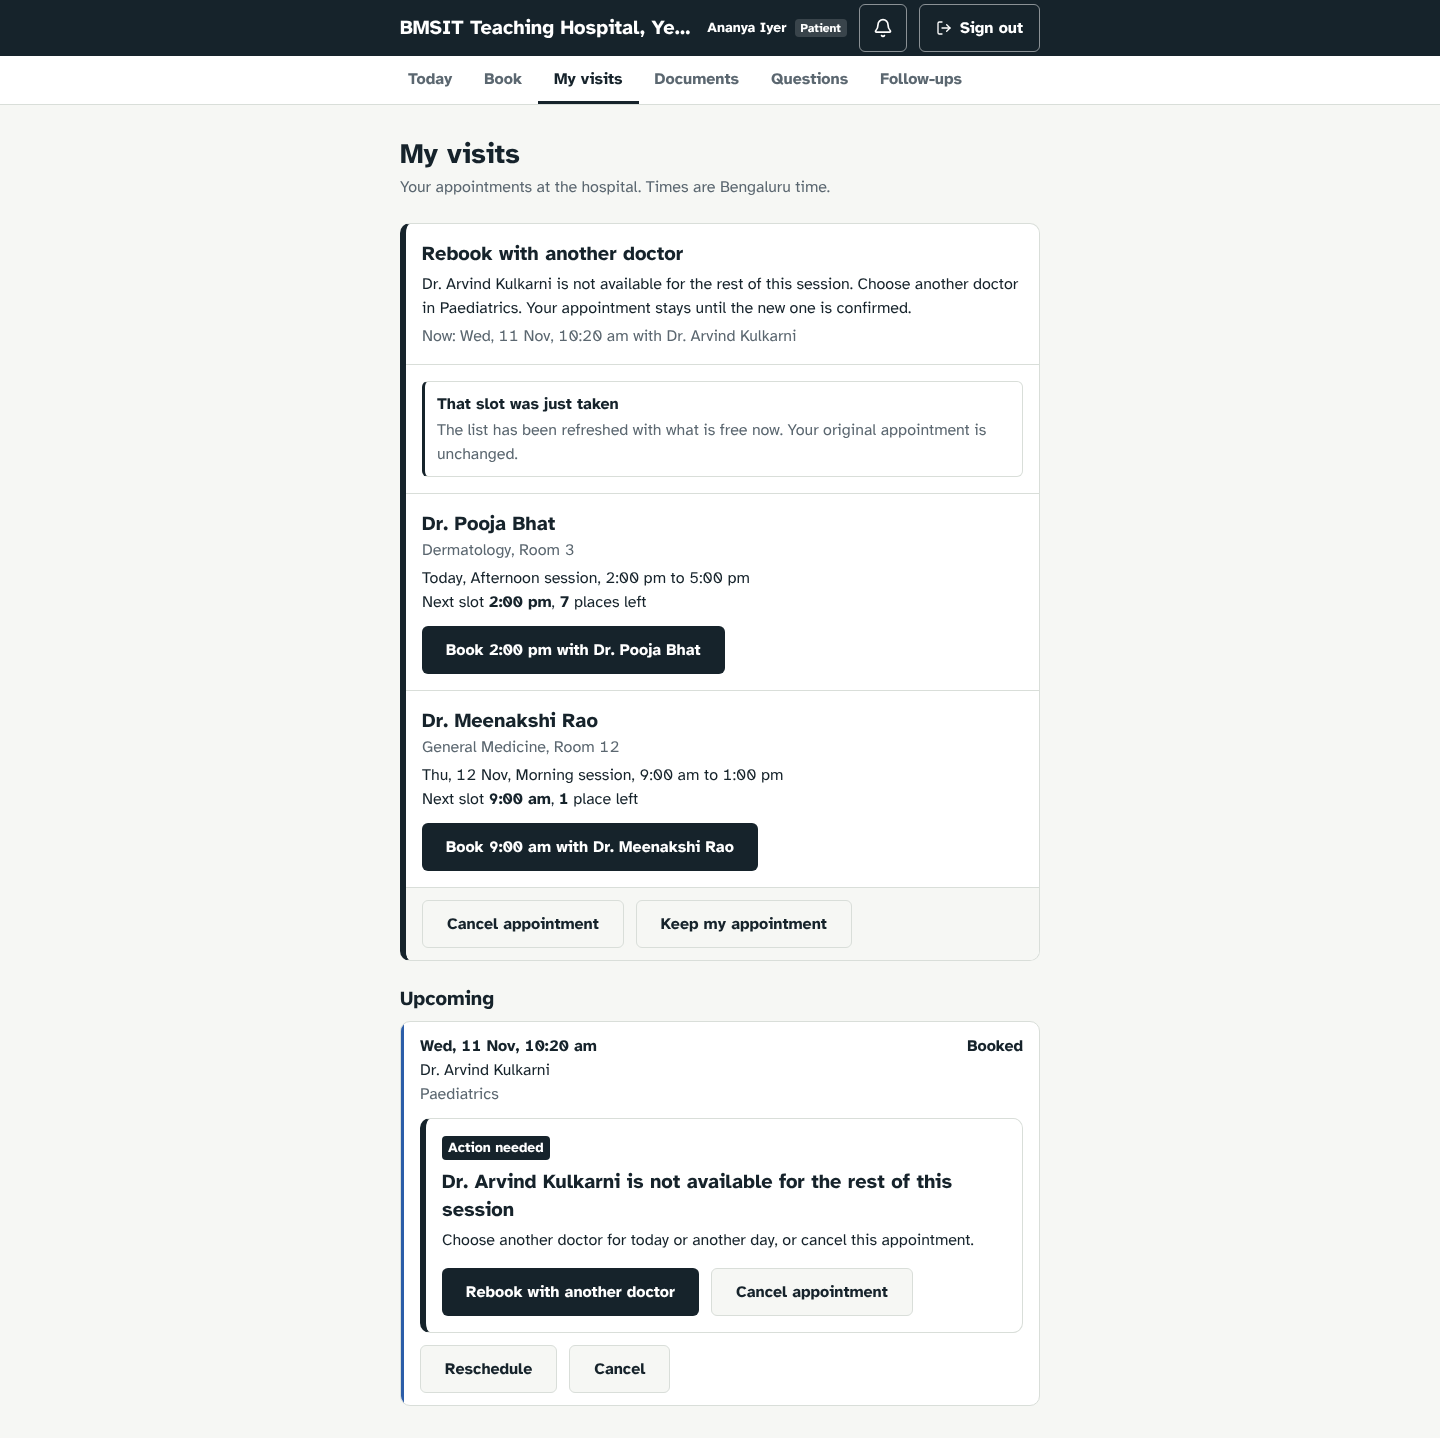 BMSIT Teaching Hospital, Ye...
Ananya Iyer
Patient
Sign out
Today
Book
My visits
Documents
Questions
Follow-ups
My visits
Your appointments at the hospital. Times are Bengaluru time.
Rebook with another doctor
Dr. Arvind Kulkarni is not available for the rest of this session. Choose another doctor
in Paediatrics. Your appointment stays until the new one is confirmed.
Now: Wed, 11 Nov, 10:20 am with Dr. Arvind Kulkarni
That slot was just taken
The list has been refreshed with what is free now. Your original appointment is
unchanged.
Dr. Pooja Bhat
Dermatology, Room 3
Today, Afternoon session, 2:00 pm to 5:00 pm
Next slot 2:00 pm, 7 places left
Book 2:00 pm with Dr. Pooja Bhat
Dr. Meenakshi Rao
General Medicine, Room 12
Thu, 12 Nov, Morning session, 9:00 am to 1:00 pm
Next slot 9:00 am, 1 place left
Book 9:00 am with Dr. Meenakshi Rao
Cancel appointment
Keep my appointment
Upcoming
Wed, 11 Nov, 10:20 am
Booked
Dr. Arvind Kulkarni
Paediatrics
Action needed
Dr. Arvind Kulkarni is not available for the rest of this
session
Choose another doctor for today or another day, or cancel this appointment.
Rebook with another doctor
Cancel appointment
Reschedule
Cancel